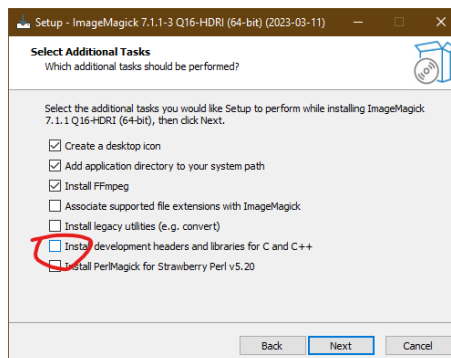 Setup - ImageMagick 7.1.1-3 Q16-HDRI (64-bit) (2023-03-11)
Select Additional Tasks
Which additional tasks should be performed?
Select the additional tasks you would like Setup to perform while installing ImageMagick
7.1.1 Q16-HDRI (64-bit), then click Next.
Create a desktop icon
Add application directory to your system path
Install FFmpeg
Associate supported file extensions with ImageMagick
Install legacy utilities (e.g. convert)
Install development headers and libraries for C and C++
Install PerlMagick for Strawberry Perl v5.20
Back Next Cancel